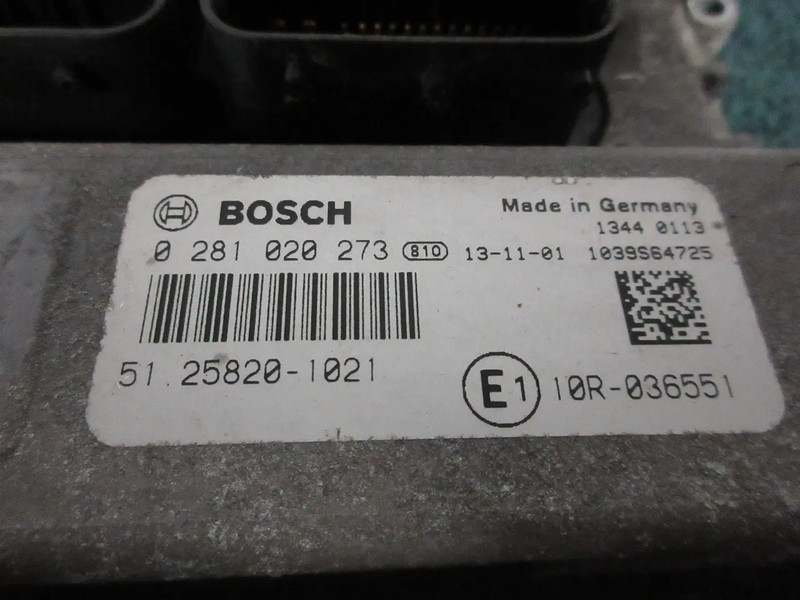 BOSCH
Made in Germany
1344 0113
0 281 020 273 810 13-11-01 1039S64725
51.25820-1021
E1 10R-036551